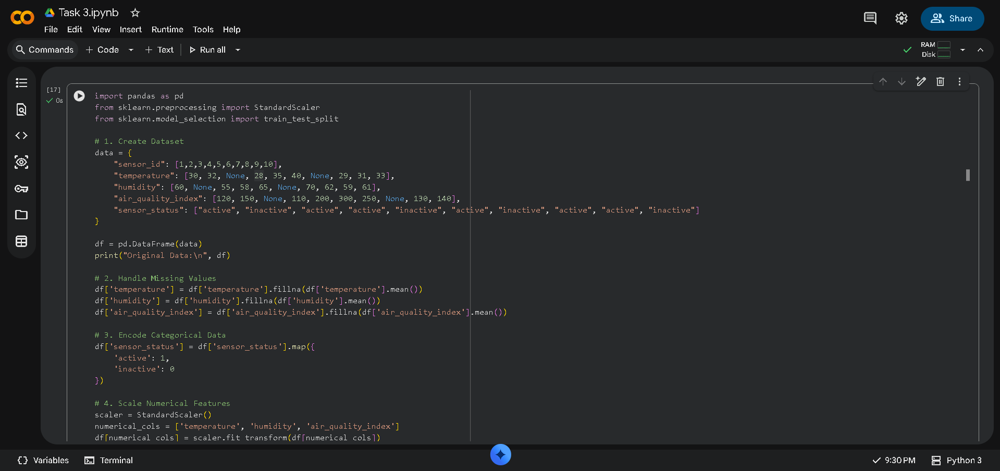 Task 3.ipynb
File Edit View Insert Runtime Tools Help
Share
Commands + Code + Text Run all
RAM
Disk
[17]
0s
import pandas as pd
from sklearn.preprocessing import StandardScaler
from sklearn.model_selection import train_test_split
# 1. Create Dataset
data = {
    "sensor_id": [1,2,3,4,5,6,7,8,9,10],
    "temperature": [30, 32, None, 28, 35, 40, None, 29, 31, 33],
    "humidity": [60, None, 55, 58, 65, None, 70, 62, 59, 61],
    "air_quality_index": [120, 150, None, 110, 200, 300, 250, None, 130, 140],
    "sensor_status": ["active", "inactive", "active", "active", "inactive", "active", "inactive", "active", "active", "inactive"]
}
df = pd.DataFrame(data)
print("Original Data:\n", df)
# 2. Handle Missing Values
df['temperature'] = df['temperature'].fillna(df['temperature'].mean())
df['humidity'] = df['humidity'].fillna(df['humidity'].mean())
df['air_quality_index'] = df['air_quality_index'].fillna(df['air_quality_index'].mean())
# 3. Encode Categorical Data
df['sensor_status'] = df['sensor_status'].map({
    'active': 1,
    'inactive': 0
})
# 4. Scale Numerical Features
scaler = StandardScaler()
numerical_cols = ['temperature', 'humidity', 'air_quality_index']
df[numerical_cols] = scaler.fit_transform(df[numerical_cols])
Variables Terminal
9:30 PM Python 3